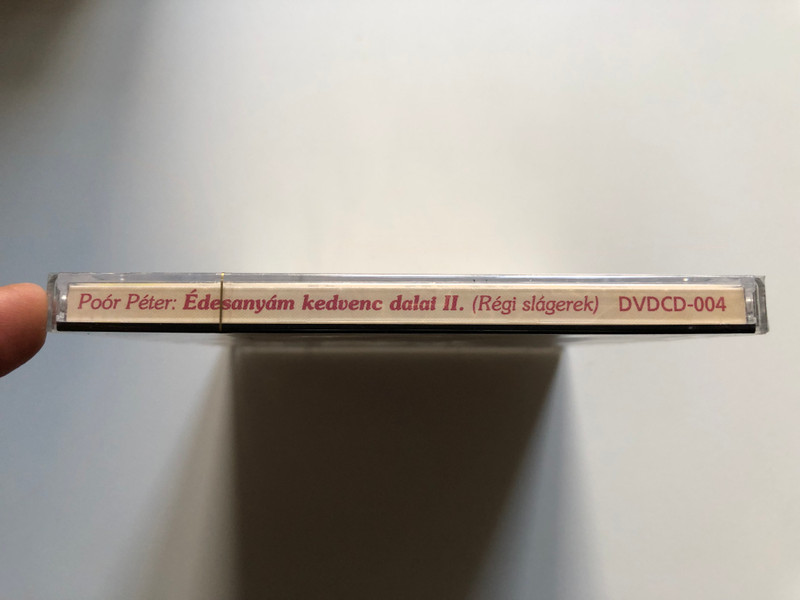 Poór Péter: Édesanyám kedvenc dalai II. (Régi slágerek) DVDCD-004